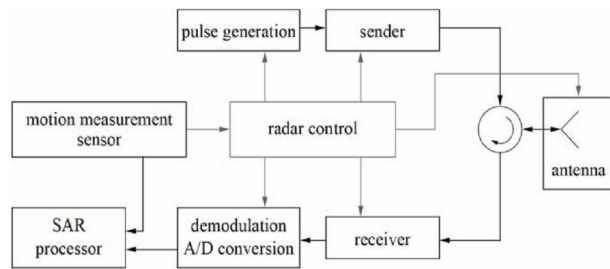 pulse generation
sender
motion measurement
sensor
radar control
antenna
SAR
processor
demodulation
A/D conversion
receiver